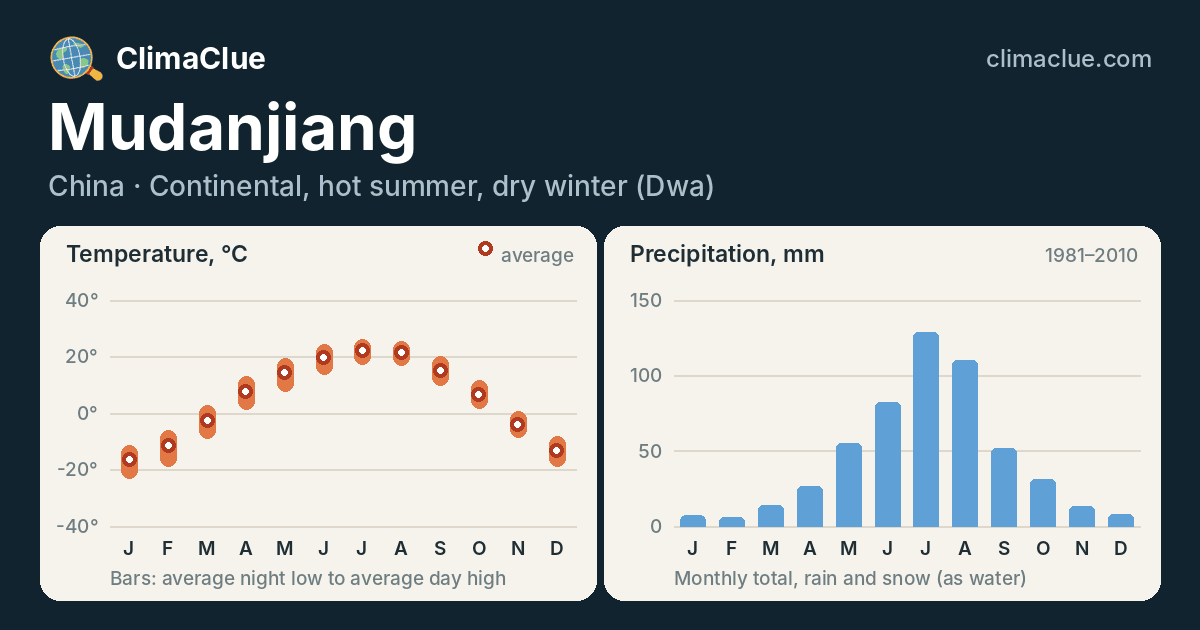 ClimaClue
climaclue.com
Mudanjiang
China · Continental, hot summer, dry winter (Dwa)
Temperature, °C
average
40°
20°
0°
-20°
-40°
J F M A M J J A S O N D
Bars: average night low to average day high
Precipitation, mm
1981–2010
150
100
50
0
J F M A M J J A S O N D
Monthly total, rain and snow (as water)